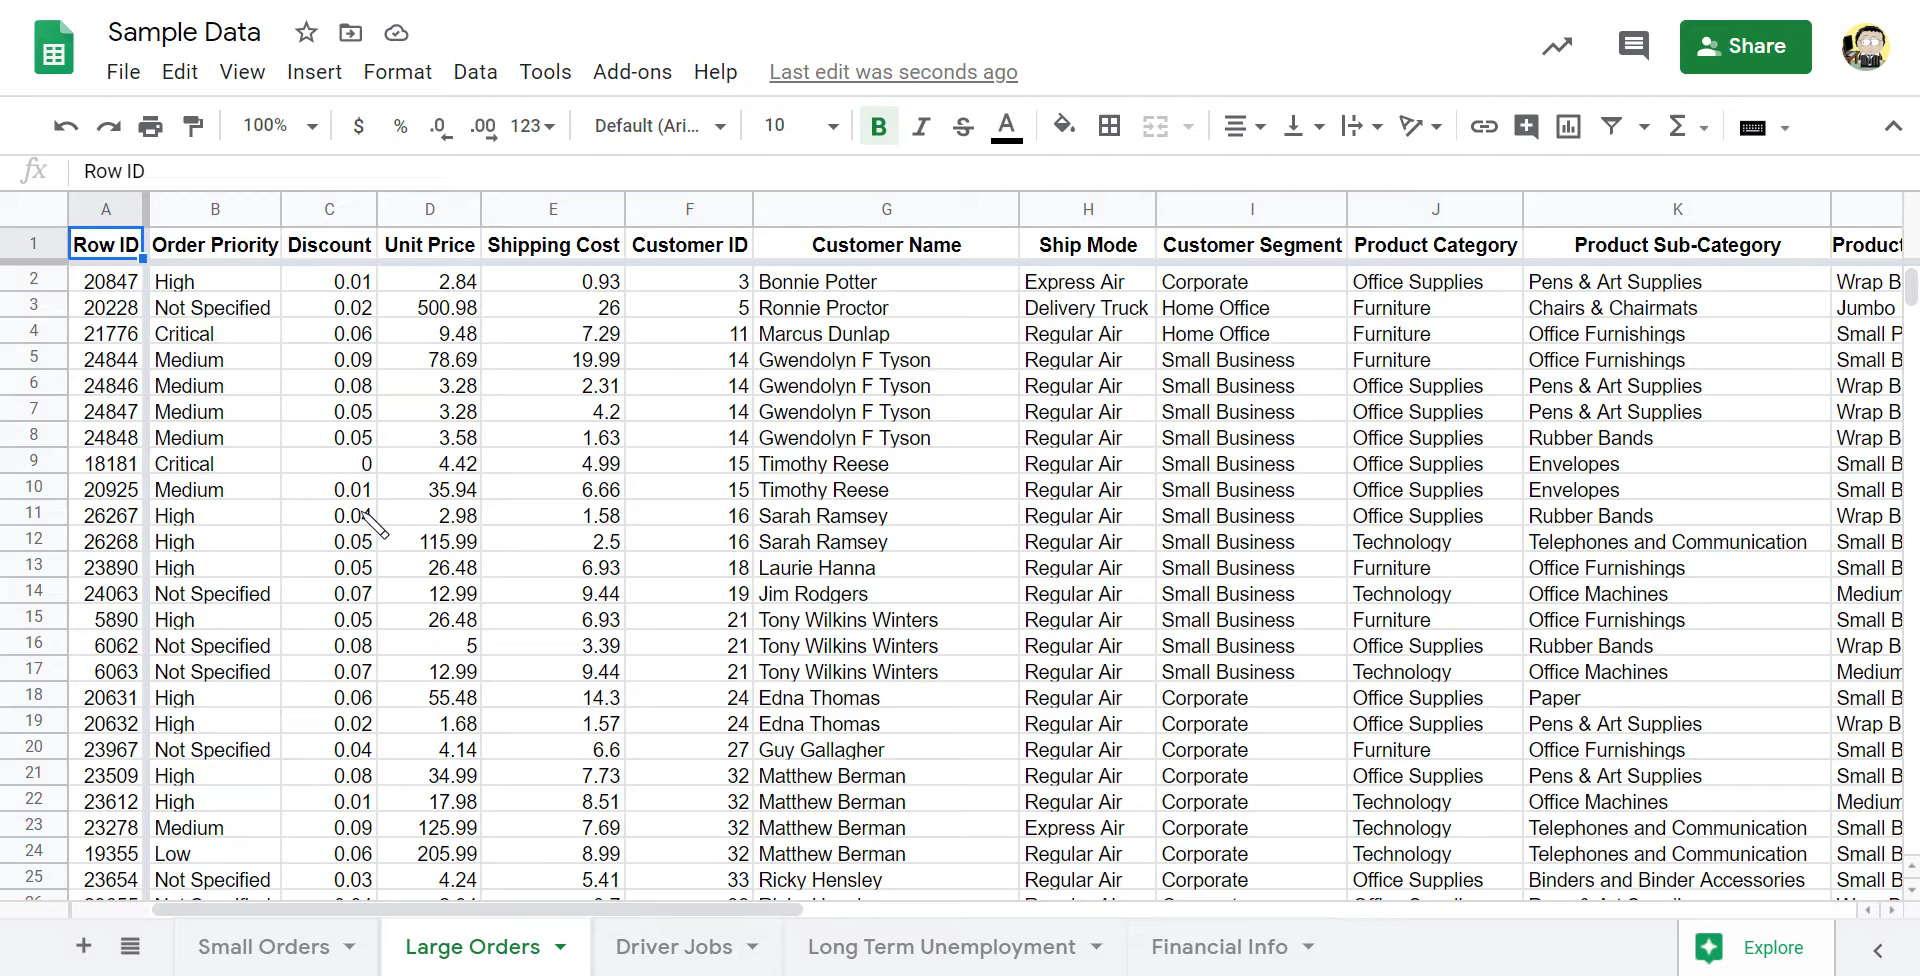 Sample Data
File Edit View Insert Format Data Tools Add-ons Help Last edit was seconds ago
Share
100% $ % .0 .00 123 Default (Ari... 10 B I S A
fx Row ID
A B C D E F G H I J K
1 Row ID Order Priority Discount Unit Price Shipping Cost Customer ID Customer Name Ship Mode Customer Segment Product Category Product Sub-Category Product
2 20847 High 0.01 2.84 0.93 3 Bonnie Potter Express Air Corporate Office Supplies Pens & Art Supplies Wrap B
3 20228 Not Specified 0.02 500.98 26 5 Ronnie Proctor Delivery Truck Home Office Furniture Chairs & Chairmats Jumbo
4 21776 Critical 0.06 9.48 7.29 11 Marcus Dunlap Regular Air Home Office Furniture Office Furnishings Small P
5 24844 Medium 0.09 78.69 19.99 14 Gwendolyn F Tyson Regular Air Small Business Furniture Office Furnishings Small B
6 24846 Medium 0.08 3.28 2.31 14 Gwendolyn F Tyson Regular Air Small Business Office Supplies Pens & Art Supplies Wrap B
7 24847 Medium 0.05 3.28 4.2 14 Gwendolyn F Tyson Regular Air Small Business Office Supplies Pens & Art Supplies Wrap B
8 24848 Medium 0.05 3.58 1.63 14 Gwendolyn F Tyson Regular Air Small Business Office Supplies Rubber Bands Wrap B
9 18181 Critical 0 4.42 4.99 15 Timothy Reese Regular Air Small Business Office Supplies Envelopes Small B
10 20925 Medium 0.01 35.94 6.66 15 Timothy Reese Regular Air Small Business Office Supplies Envelopes Small B
11 26267 High 2.98 1.58 16 Sarah Ramsey Regular Air Small Business Office Supplies Rubber Bands Wrap B
12 26268 High 0.05 115.99 2.5 16 Sarah Ramsey Regular Air Small Business Technology Telephones and Communication Small B
13 23890 High 0.05 26.48 6.93 18 Laurie Hanna Regular Air Small Business Furniture Office Furnishings Small B
14 24063 Not Specified 0.07 12.99 9.44 19 Jim Rodgers Regular Air Small Business Technology Office Machines Medium
15 5890 High 0.05 26.48 6.93 21 Tony Wilkins Winters Regular Air Small Business Furniture Office Furnishings Small B
16 6062 Not Specified 0.08 5 3.39 21 Tony Wilkins Winters Regular Air Small Business Office Supplies Rubber Bands Wrap B
17 6063 Not Specified 0.07 12.99 9.44 21 Tony Wilkins Winters Regular Air Small Business Technology Office Machines Medium
18 20631 High 0.06 55.48 14.3 24 Edna Thomas Regular Air Corporate Office Supplies Paper Small B
19 20632 High 0.02 1.68 1.57 24 Edna Thomas Regular Air Corporate Office Supplies Pens & Art Supplies Wrap B
20 23967 Not Specified 0.04 4.14 6.6 27 Guy Gallagher Regular Air Corporate Furniture Office Furnishings Small B
21 23509 High 0.08 34.99 7.73 32 Matthew Berman Regular Air Corporate Office Supplies Pens & Art Supplies Small B
22 23612 High 0.01 17.98 8.51 32 Matthew Berman Regular Air Corporate Technology Office Machines Medium
23 23278 Medium 0.09 125.99 7.69 32 Matthew Berman Express Air Corporate Technology Telephones and Communication Small B
24 19355 Low 0.06 205.99 8.99 32 Matthew Berman Regular Air Corporate Technology Telephones and Communication Small B
25 23654 Not Specified 0.03 4.24 5.41 33 Ricky Hensley Regular Air Corporate Office Supplies Binders and Binder Accessories Small B
Small Orders Large Orders Driver Jobs Long Term Unemployment Financial Info Explore